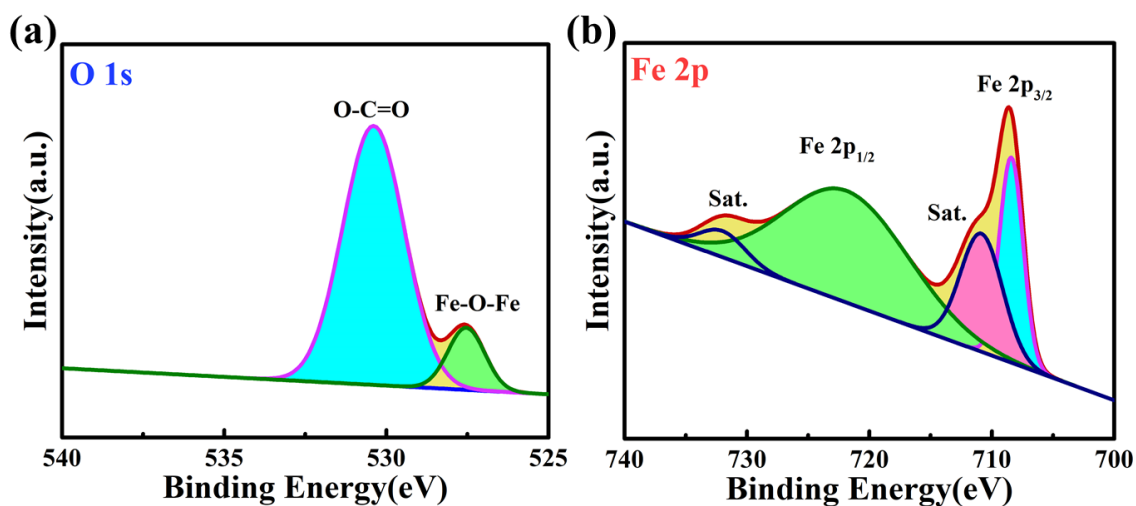 (a)
O 1s
O-C=O
Fe-O-Fe
Intensity(a.u.)
540 535 530 525
Binding Energy(eV)
(b)
Fe 2p
Fe 2p3/2
Fe 2p1/2
Sat.
Sat.
Intensity(a.u.)
740 730 720 710 700
Binding Energy(eV)